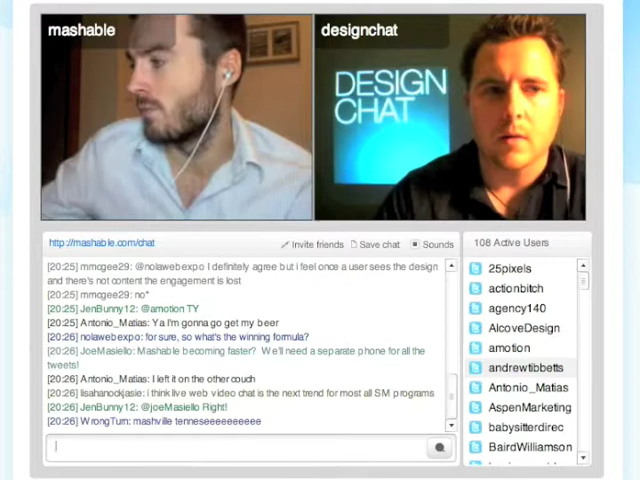 mashable
designchat
DESIGN
CHAT
http://mashable.com/chat
Invite friends
Save chat
Sounds
108 Active Users
[20:25] mmcgee29: @nolawebexpo I definitely agree but i feel once a user sees the design
and there's not content the engagement is lost
[20:25] mmcgee29: no*
[20:25] JenBunny12: @amotion TY
[20:25] Antonio_Matias: Ya I'm gonna go get my beer
[20:26] nolawebexpo: for sure, so what's the winning formula?
[20:26] JoeMasiello: Mashable becoming faster? We'll need a separate phone for all the
tweets!
[20:26] Antonio_Matias: I left it on the other couch
[20:26] lisahanockjasie: i think live web video chat is the next trend for most all SM programs
[20:26] JenBunny12: @joeMasiello Right!
[20:26] WrongTum: mashville tenneseeeeeeeeee
25pixels
actionbitch
agency140
AlcoveDesign
amotion
andrewtibbetts
Antonio_Matias
AspenMarketing
babysitterdirec
BairdWilliamson